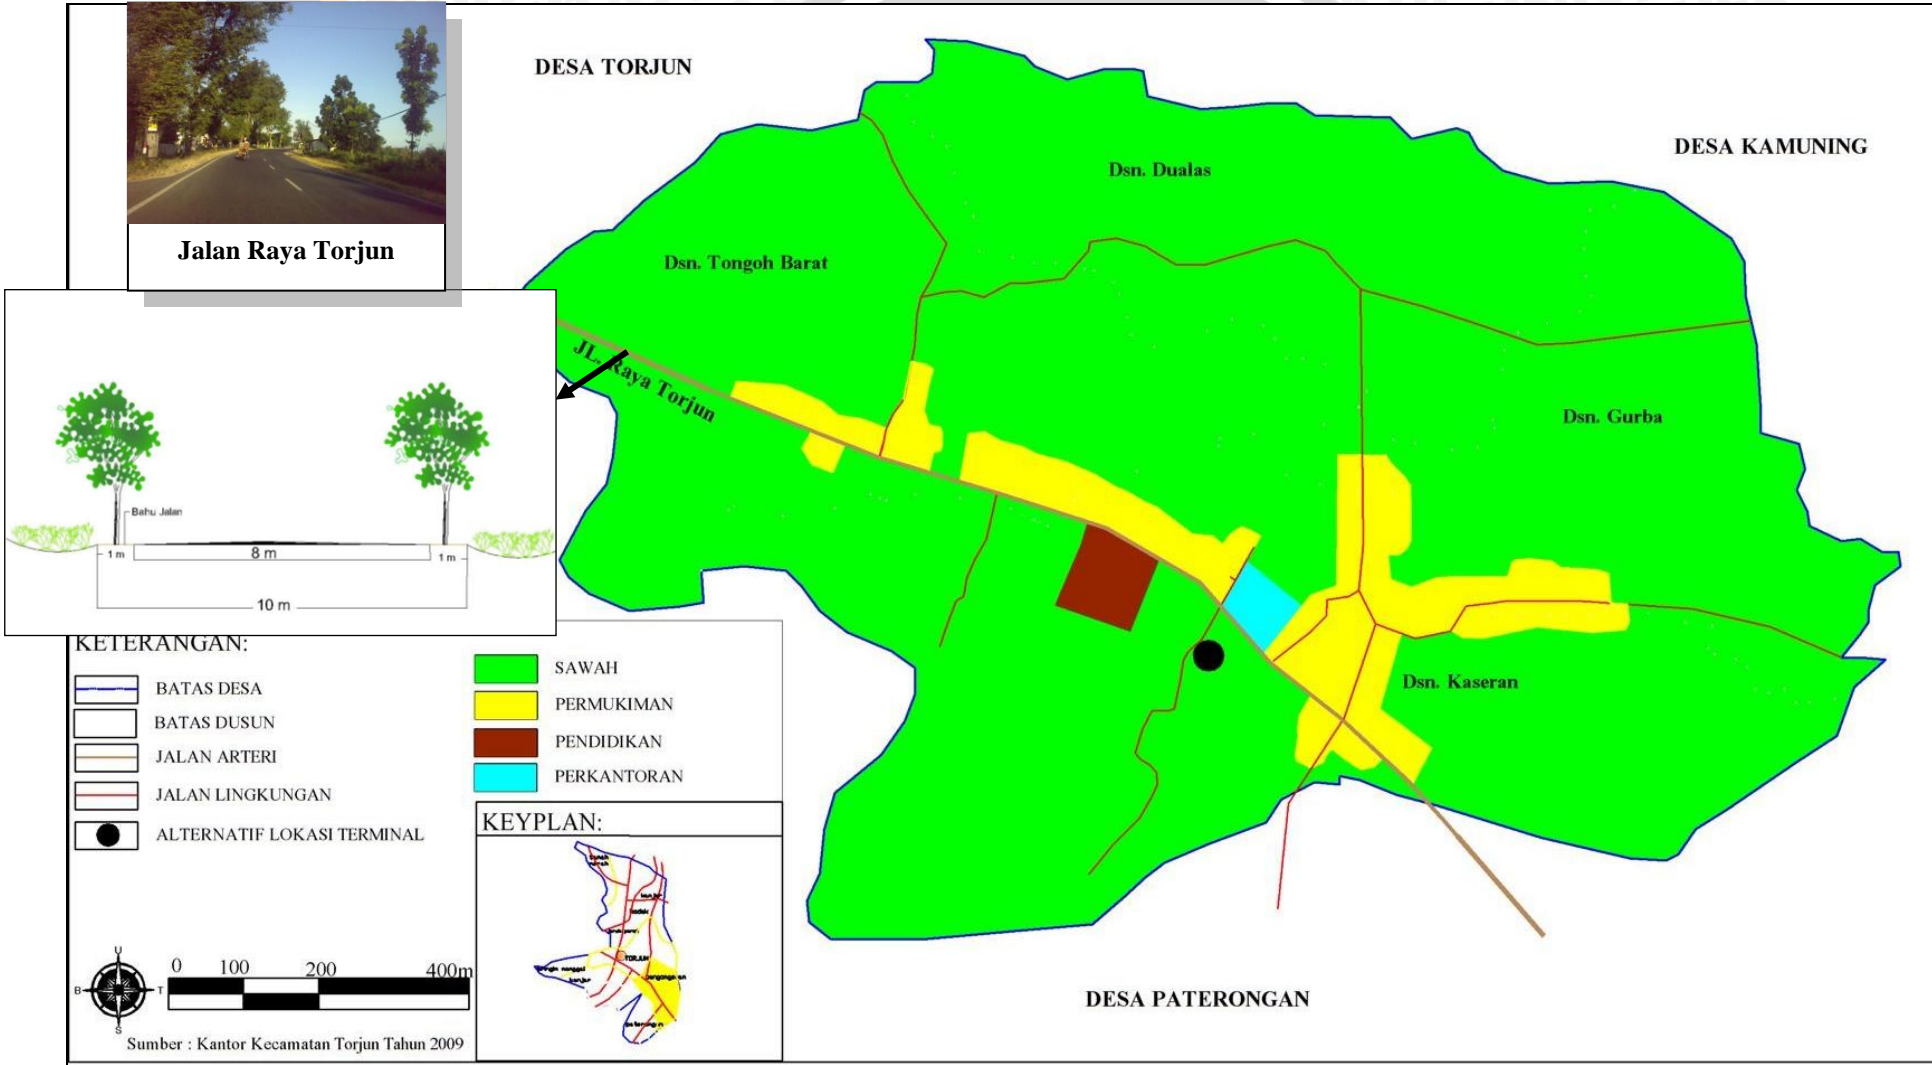 DESA TORJUN
DESA KAMUNING
Dsn. Dualas
Jalan Raya Torjun
Dsn. Tongoh Barat
JL. Raya Torjun
Dsn. Gurba
Bahu Jalan
1 m
8 m
1 m
10 m
Dsn. Kaseran
KETERANGAN:
BATAS DESA
BATAS DUSUN
JALAN ARTERI
JALAN LINGKUNGAN
ALTERNATIF LOKASI TERMINAL
SAWAH
PERMUKIMAN
PENDIDIKAN
PERKANTORAN
KEYPLAN:
TORJUN
U
B
T
S
0 100 200 400m
DESA PATERONGAN
Sumber : Kantor Kecamatan Torjun Tahun 2009